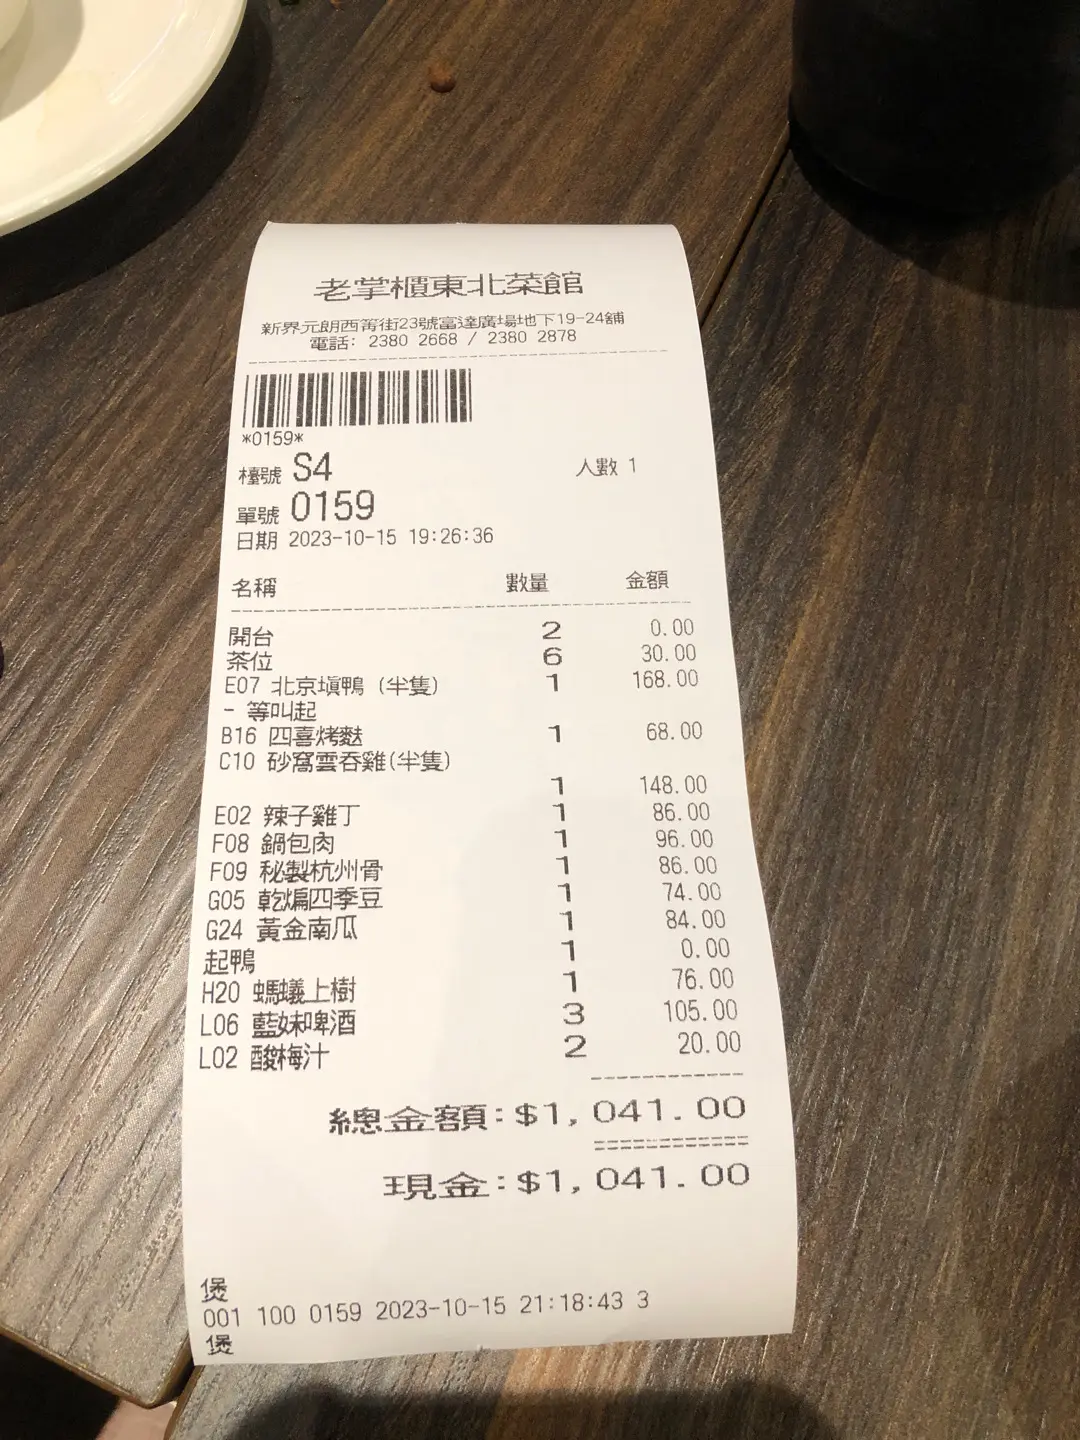 老掌櫃東北菜館
新界元朗西菁街23號富達廣場地下19-24舖
電話: 2380 2668 / 2380 2878
*0159*
檯號 S4 人數 1
單號 0159
日期 2023-10-15 19:26:36
名稱 數量 金額
開台 2 0.00
茶位 6 30.00
E07 北京塡鴨 (半隻) 1 168.00
- 等叫起
B16 四喜烤麩 1 68.00
C10 砂窩雲吞雞(半隻)
1 148.00
E02 辣子雞丁 1 86.00
F08 鍋包肉 1 96.00
F09 秘製杭州骨 1 86.00
G05 乾煸四季豆 1 74.00
G24 黃金南瓜 1 84.00
起鴨 1 0.00
H20 螞蟻上樹 1 76.00
L06 藍妹啤酒 3 105.00
L02 酸梅汁 2 20.00
總金額:$1,041.00
現金:$1,041.00
煲
001 100 0159 2023-10-15 21:18:43 3
煲